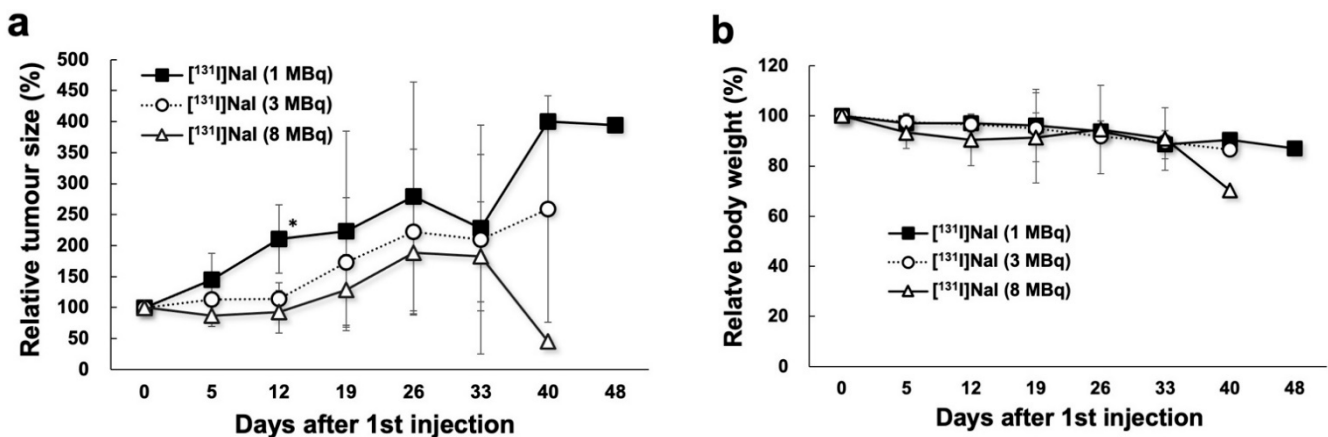 a
Relative tumour size (%)
500
450
400
350
300
250
200
150
100
50
0
[¹³¹I]NaI (1 MBq)
[¹³¹I]NaI (3 MBq)
[¹³¹I]NaI (8 MBq)
*
0 5 12 19 26 33 40 48
Days after 1st injection
b
Relatve body weight (%)
120
100
80
60
40
20
0
[¹³¹I]NaI (1 MBq)
[¹³¹I]NaI (3 MBq)
[¹³¹I]NaI (8 MBq)
0 5 12 19 26 33 40 48
Days after 1st injection